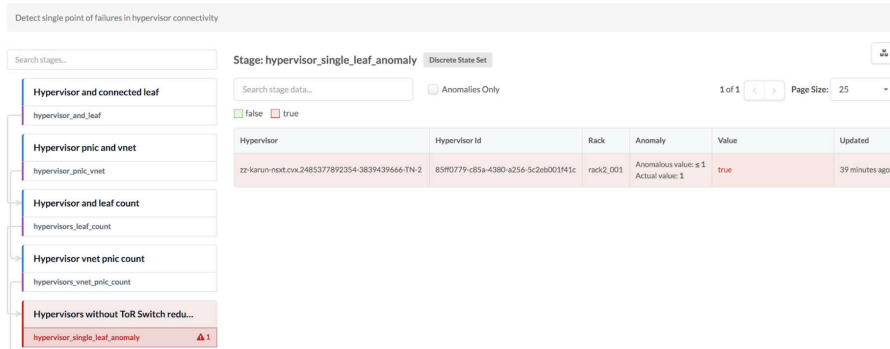 Detect single point of failures in hypervisor connectivity
Search stages...
Hypervisor and connected leaf
hypervisor_and_leaf
Hypervisor pnic and vnet
hypervisor_pnic_vnet
Hypervisor and leaf count
hypervisors_leaf_count
Hypervisor vnet pnic count
hypervisors_vnet_pnic_count
Hypervisors without ToR Switch redu...
hypervisor_single_leaf_anomaly 1
Stage: hypervisor_single_leaf_anomaly Discrete State Set
Search stage data... Anomalies Only 1 of 1 < > Page Size: 25
false true
Hypervisor Hypervisor Id Rack Anomaly Value Updated
zz-karun-nsxt.cvx.2485377892354-3839439666-TN-2 85ff0779-c85a-4380-a256-5c2eb001f41c rack2_001 Anomalous value: ≤ 1 true 39 minutes ago
Actual value: 1